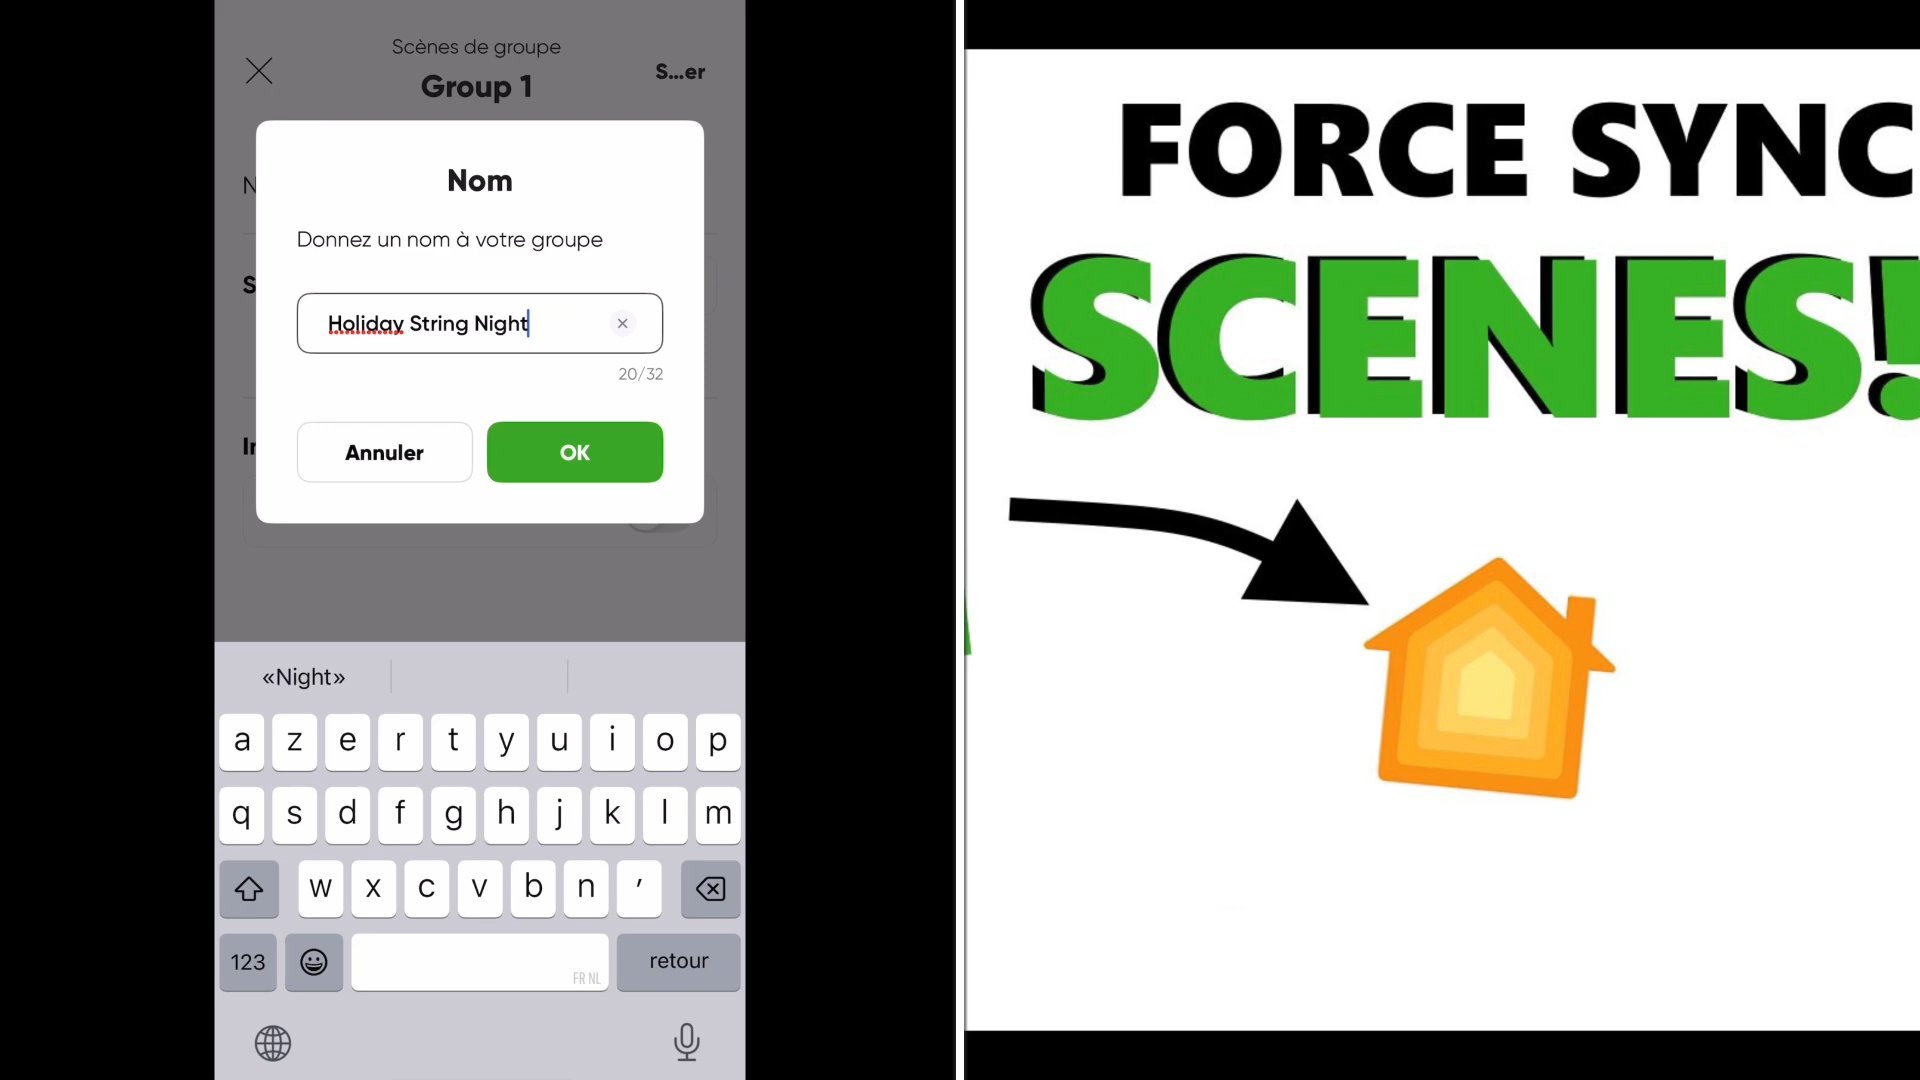 Scènes de groupe
Group 1
S...er
N
Nom
Donnez un nom à votre groupe
S
Holiday String Night
20/32
In
Annuler
OK
«Night»
a z e r t y u i o p
q s d f g h j k l m
w x c v b n ′
123
FR NL
retour
FORCE SYNC
SCENES!